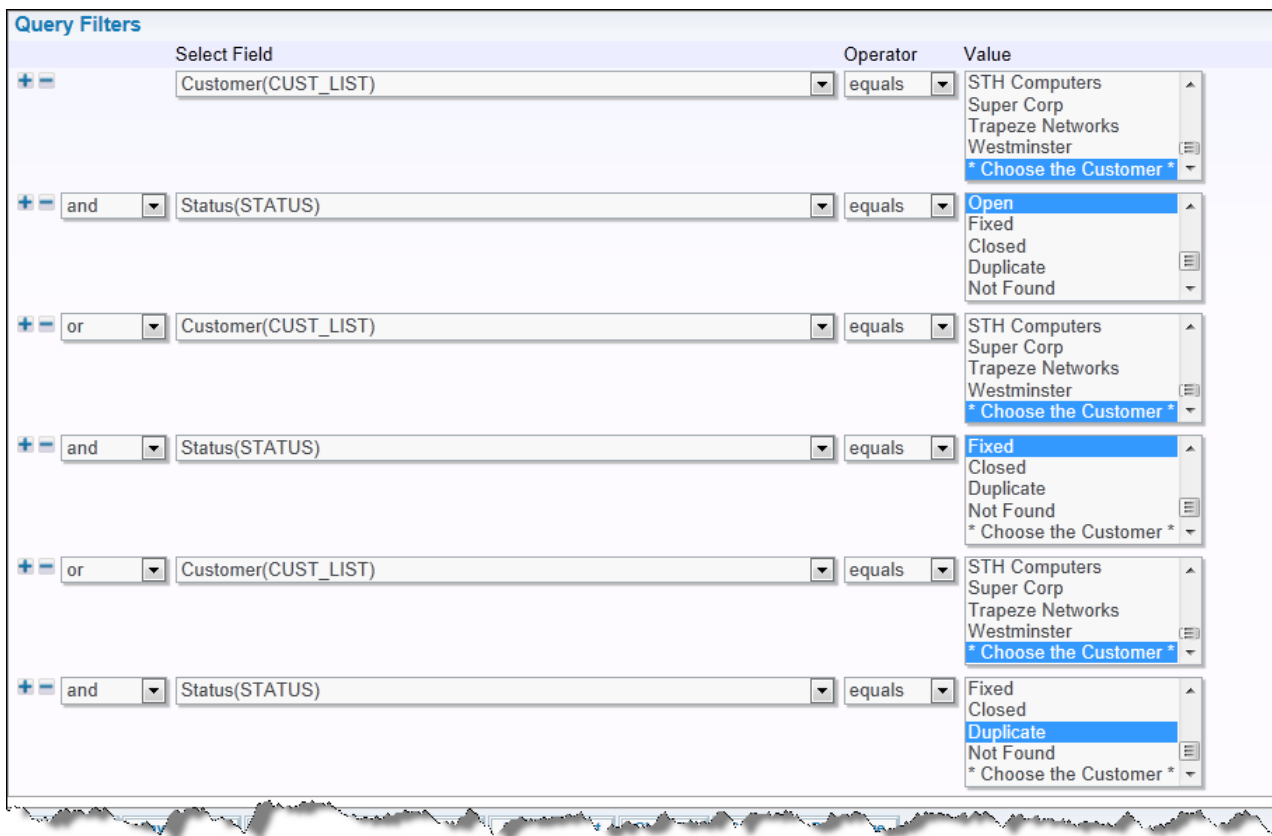 Query Filters
Select Field Operator Value
Customer(CUST_LIST) equals STH Computers
Super Corp
Trapeze Networks
Westminster
* Choose the Customer *
and Status(STATUS) equals Open
Fixed
Closed
Duplicate
Not Found
or Customer(CUST_LIST) equals STH Computers
Super Corp
Trapeze Networks
Westminster
* Choose the Customer *
and Status(STATUS) equals Fixed
Closed
Duplicate
Not Found
* Choose the Customer *
or Customer(CUST_LIST) equals STH Computers
Super Corp
Trapeze Networks
Westminster
* Choose the Customer *
and Status(STATUS) equals Fixed
Closed
Duplicate
Not Found
* Choose the Customer *